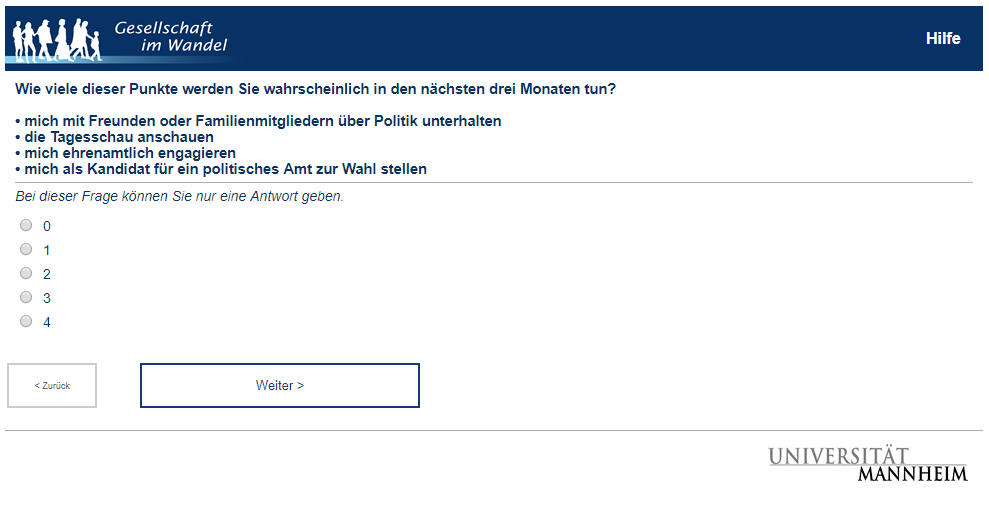 Gesellschaft
im Wandel
Hilfe
Wie viele dieser Punkte werden Sie wahrscheinlich in den nächsten drei Monaten tun?
• mich mit Freunden oder Familienmitgliedern über Politik unterhalten
• die Tagesschau anschauen
• mich ehrenamtlich engagieren
• mich als Kandidat für ein politisches Amt zur Wahl stellen
Bei dieser Frage können Sie nur eine Antwort geben.
0
1
2
3
4
< Zurück
Weiter >
UNIVERSITÄT
MANNHEIM